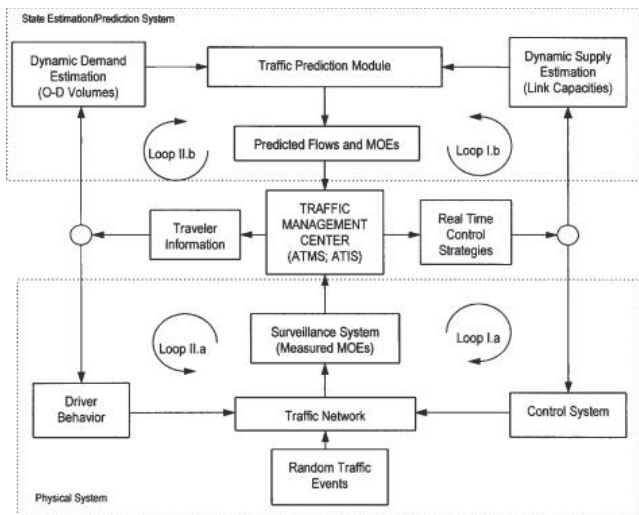 State Estimation/Prediction System
Dynamic Demand
Estimation
(O-D Volumes)
Traffic Prediction Module
Dynamic Supply
Estimation
(Link Capacities)
Loop II.b
Predicted Flows and MOEs
Loop I.b
Traveler
Information
TRAFFIC
MANAGEMENT
CENTER
(ATMS; ATIS)
Real Time
Control
Strategies
Loop II.a
Surveillance System
(Measured MOEs)
Loop I.a
Driver
Behavior
Traffic Network
Control System
Random Traffic
Events
Physical System